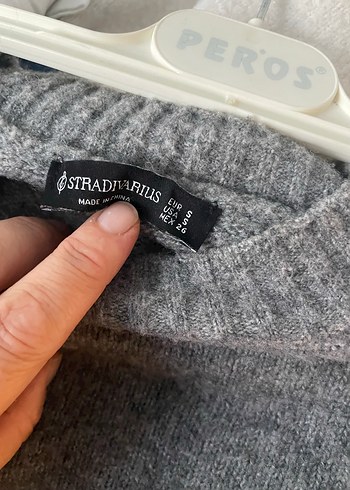 PEROS
STRADIVARIUS
MADE IN CHINA
EUR S
USA S
MEX 26